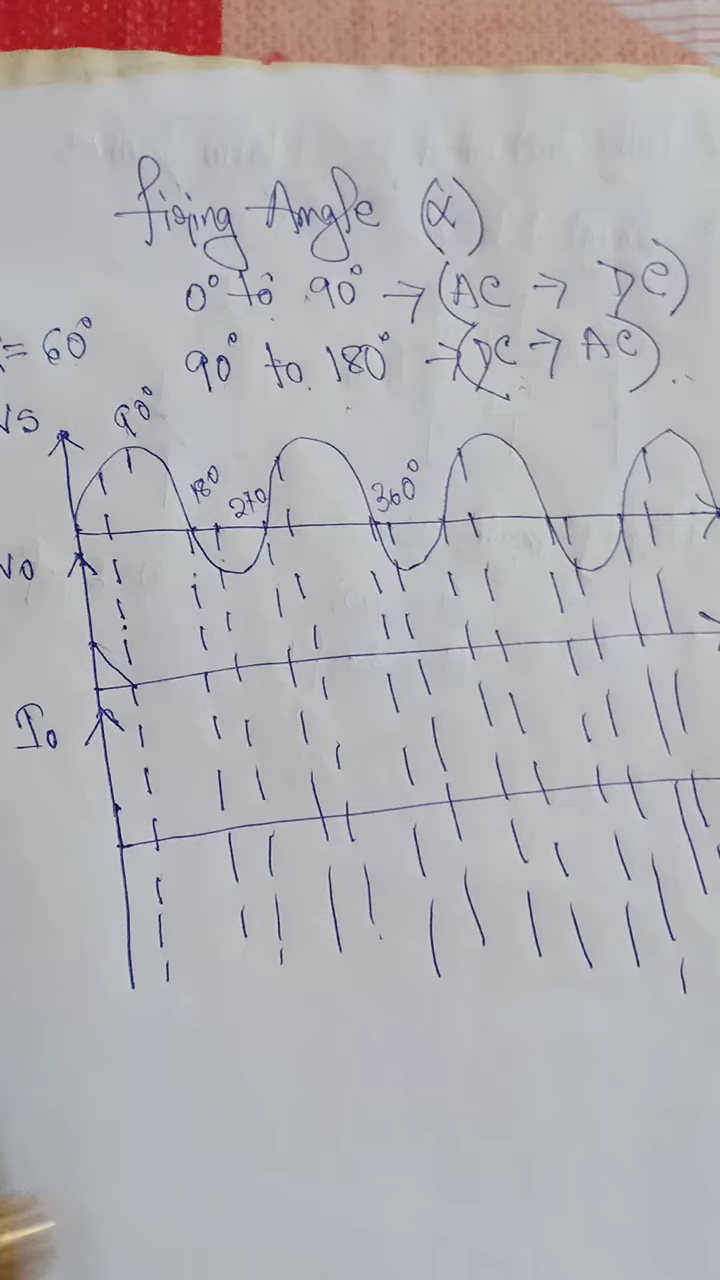 firing Angle (α)
0° to 90° → (AC → DC)
= 60°
90° to 180° → (DC → AC).
VS
90°
180
270
360°
VO
Io